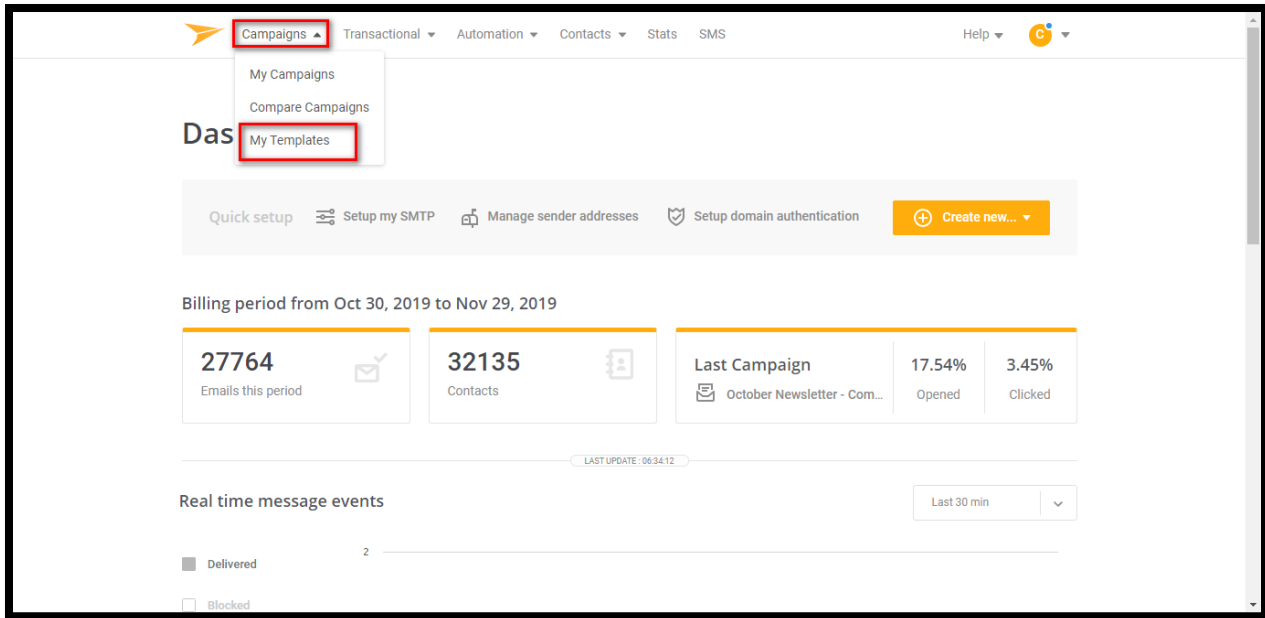 Campaigns Transactional Automation Contacts Stats SMS Help C
My Campaigns
Compare Campaigns
My Templates
Das
Quick setup Setup my SMTP Manage sender addresses Setup domain authentication Create new...
Billing period from Oct 30, 2019 to Nov 29, 2019
27764
Emails this period
32135
Contacts
Last Campaign
October Newsletter - Com...
17.54%
Opened
3.45%
Clicked
LAST UPDATE : 06:34:12
Real time message events
Last 30 min
2
Delivered
Blocked